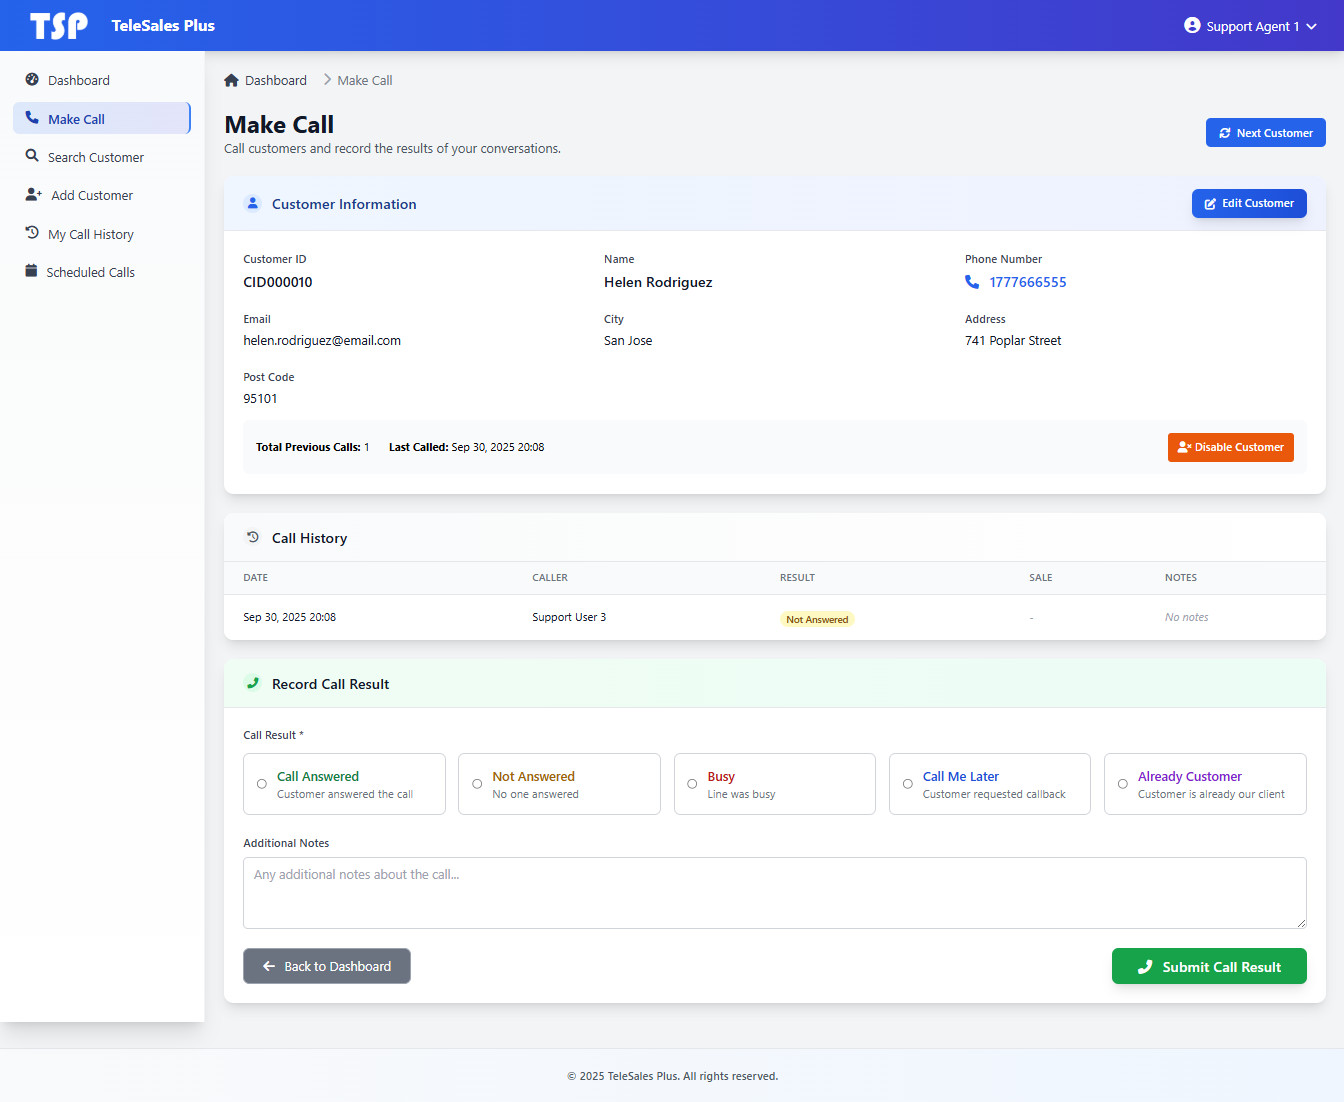 TSP TeleSales Plus Support Agent 1
Dashboard
Make Call
Search Customer
Add Customer
My Call History
Scheduled Calls
Dashboard Make Call
Make Call
Call customers and record the results of your conversations.
Next Customer
Customer Information
Edit Customer
Customer ID Name Phone Number
CID000010 Helen Rodriguez 1777666555
Email City Address
helen.rodriguez@email.com San Jose 741 Poplar Street
Post Code
95101
Total Previous Calls: 1 Last Called: Sep 30, 2025 20:08 Disable Customer
Call History
DATE CALLER RESULT SALE NOTES
Sep 30, 2025 20:08 Support User 3 Not Answered - No notes
Record Call Result
Call Result *
Call Answered Not Answered Busy Call Me Later Already Customer
Customer answered the call No one answered Line was busy Customer requested callback Customer is already our client
Additional Notes
Any additional notes about the call...
Back to Dashboard Submit Call Result
© 2025 TeleSales Plus. All rights reserved.